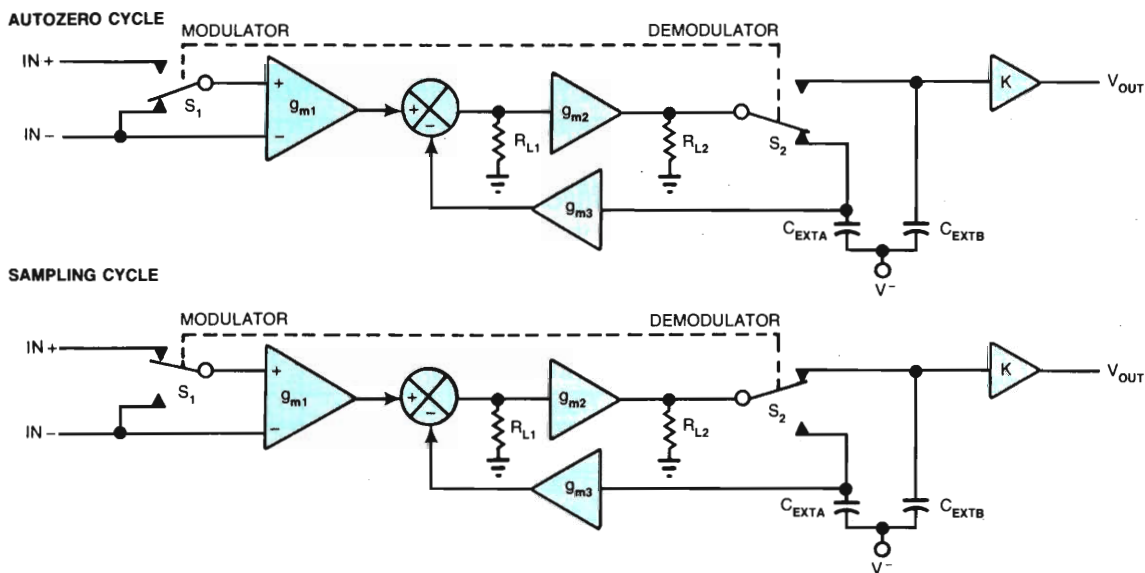 AUTOZERO CYCLE
MODULATOR
DEMODULATOR
IN+
S1
IN−
+
−
gm1
+
−
RL1
gm2
RL2
S2
gm3
CEXTA
CEXTB
V−
K
VOUT
SAMPLING CYCLE
MODULATOR
DEMODULATOR
IN+
S1
IN−
+
−
gm1
+
−
RL1
gm2
RL2
S2
gm3
CEXTA
CEXTB
V−
K
VOUT